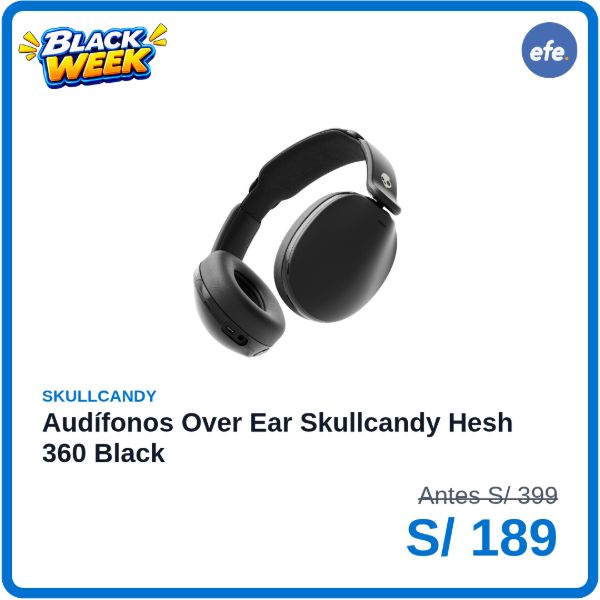 BLACK
WEEK
efe.
SKULLCANDY
Audífonos Over Ear Skullcandy Hesh
360 Black
Antes S/ 399
S/ 189